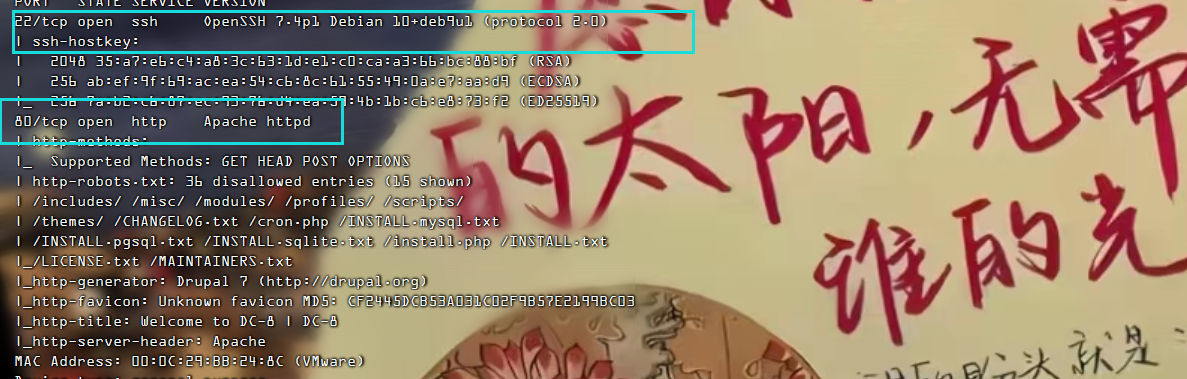 PORT STATE SERVICE VERSION
22/tcp open ssh OpenSSH 7.4p1 Debian 10+deb9u1 (protocol 2.0)
| ssh-hostkey:
| 2048 35:a7:e6:c4:a8:3c:63:1d:e1:c0:ca:a3:66:bc:88:bf (RSA)
| 256 ab:ef:9f:69:ac:ea:54:c6:8c:61:55:49:0a:e7:aa:d9 (ECDSA)
| 256 7a:b2:c6:87:ec:93:76:d4:ea:59:4b:1b:c6:e8:73:f2 (ED25519)
80/tcp open http Apache httpd
| http-methods:
|_ Supported Methods: GET HEAD POST OPTIONS
| http-robots.txt: 36 disallowed entries (15 shown)
| /includes/ /misc/ /modules/ /profiles/ /scripts/
| /themes/ /CHANGELOG.txt /cron.php /INSTALL.mysql.txt
| /INSTALL.pgsql.txt /INSTALL.sqlite.txt /install.php /INSTALL.txt
|_/LICENSE.txt /MAINTAINERS.txt
|_http-generator: Drupal 7 (http://drupal.org)
|_http-favicon: Unknown favicon MD5: CF2445DCB53A031C02F9B57E2199BC03
|_http-title: Welcome to DC-8 | DC-8
|_http-server-header: Apache
MAC Address: 00:0C:29:BB:24:8C (VMware)
的太阳,无需
谁的光
就是